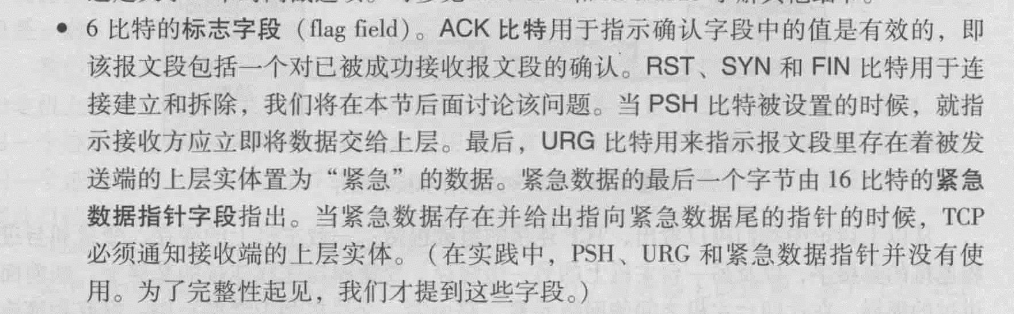 • 6 比特的标志字段（flag field）。ACK 比特用于指示确认字段中的值是有效的，即
该报文段包括一个对已被成功接收报文段的确认。RST、SYN 和 FIN 比特用于连
接建立和拆除，我们将在本节后面讨论该问题。当 PSH 比特被设置的时候，就指
示接收方应立即将数据交给上层。最后，URG 比特用来指示报文段里存在着被发
送端的上层实体置为“紧急”的数据。紧急数据的最后一个字节由 16 比特的紧急
数据指针字段指出。当紧急数据存在并给出指向紧急数据尾的指针的时候，TCP
必须通知接收端的上层实体。（在实践中，PSH、URG 和紧急数据指针并没有使
用。为了完整性起见，我们才提到这些字段。）